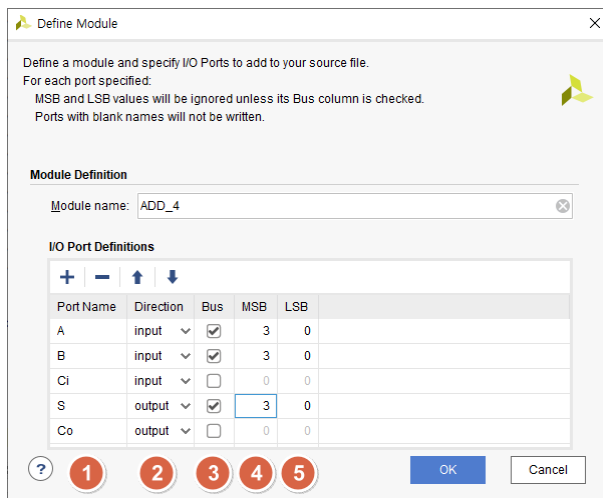 Define Module
Define a module and specify I/O Ports to add to your source file.
For each port specified:
MSB and LSB values will be ignored unless its Bus column is checked.
Ports with blank names will not be written.
Module Definition
Module name: ADD_4
I/O Port Definitions
Port Name Direction Bus MSB LSB
A input 3 0
B input 3 0
Ci input 0 0
S output 3 0
Co output 0 0
? 1 2 3 4 5 OK Cancel